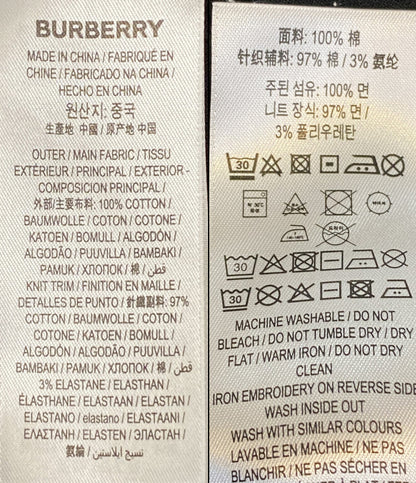 BURBERRY
MADE IN CHINA / FABRIQUÉ EN
CHINE / FABRICADO NA CHINA /
HECHO EN CHINA
원산지: 중국
生産地 中國 / 原产地 中国
OUTER / MAIN FABRIC / TISSU
EXTÉRIEUR / PRINCIPAL / EXTERIOR -
COMPOSICIÓN PRINCIPAL /
外部/主要布料: 100% COTTON /
BAUMWOLLE / COTON / COTONE /
KATOEN / BOMULL / ALGODÓN /
ALGODÃO / PUUVILLA / BAMBAKI /
PAMUK / ХЛОПОК / 棉 / قطن
KNIT TRIM / FINITION EN MAILLE /
DETALLES DE PUNTO / 針織副料: 97%
COTTON / BAUMWOLLE / COTON /
COTONE / KATOEN / BOMULL /
ALGODÓN / ALGODÃO / PUUVILLA /
BAMBAKI / PAMUK / ХЛОПОК / 棉 / قطن
3% ELASTANE / ELASTHAN /
ÉLASTHANE / ELASTAAN / ELASTAN /
ELASTANO / elastano / ELASTAANI /
ΕΛΑΣΤΑΝΗ / ELASTEN / ЭЛАСТАН /
氨綸 / نسيج ايلاستين
面料: 100% 棉
针织辅料: 97% 棉 / 3% 氨纶
주된 섬유: 100% 면
니트 장식: 97% 면 /
3% 폴리우레탄
30
30
30
MACHINE WASHABLE / DO NOT
BLEACH / DO NOT TUMBLE DRY / DRY
FLAT / WARM IRON / DO NOT DRY
CLEAN
IRON EMBROIDERY ON REVERSE SIDE
WASH INSIDE OUT
WASH WITH SIMILAR COLOURS
LAVABLE EN MACHINE / NE PAS
BLANCHIR / NE PAS SÉCHER EN